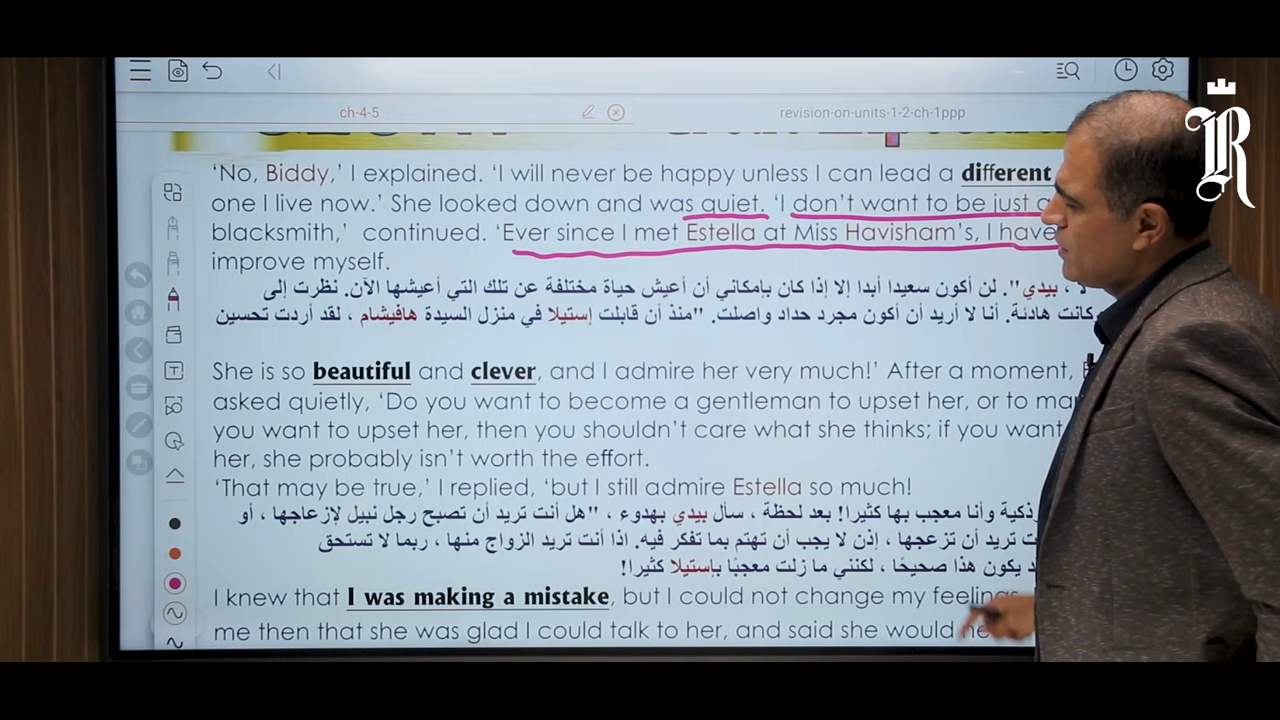 ch-4-5
revision-on-units-1-2-ch-1ppp
‘No, Biddy,’ I explained. ‘I will never be happy unless I can lead a different
one I live now.’ She looked down and was quiet. ‘I don’t want to be just a
blacksmith,’ continued. ‘Ever since I met Estella at Miss Havisham’s, I have
improve myself.
لا ، بيدي". لن أكون سعيدا أبدا إلا إذا كان بإمكاني أن أعيش حياة مختلفة عن تلك التي أعيشها الآن. نظرت إلى
وكانت هادئة. أنا لا أريد أن أكون مجرد حداد واصلت. "منذ أن قابلت إستيلا في منزل السيدة هافيشام ، لقد أردت تحسين
She is so beautiful and clever, and I admire her very much!’ After a moment,
asked quietly, ‘Do you want to become a gentleman to upset her, or to
you want to upset her, then you shouldn’t care what she thinks; if you want
her, she probably isn’t worth the effort.
‘That may be true,’ I replied, ‘but I still admire Estella so much!
ذكية وأنا معجب بها كثيرا! بعد لحظة ، سأل بيدي بهدوء ، "هل أنت تريد أن تصبح رجل نبيل لإزعاجها ، أو
تريد أن تزعجها ، إذن لا يجب أن تهتم بما تفكر فيه. اذا أنت تريد الزواج منها ، ربما لا تستحق
يكون هذا صحيحًا ، لكنني ما زلت معجبًا بإستيلا كثيرا!
I knew that I was making a mistake, but I could not change my feelings
me then that she was glad I could talk to her, and said she would
R